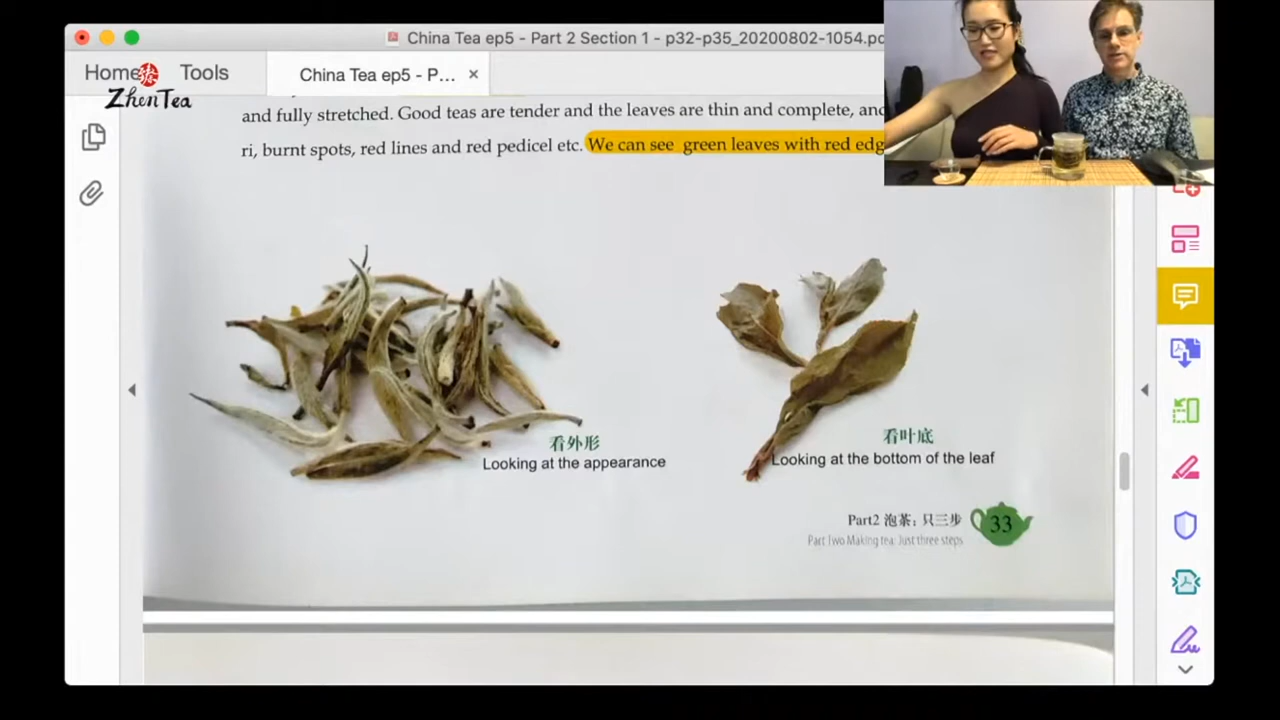 China Tea ep5 - Part 2 Section 1 - p32-p35_20200802-1054.pd
Home Tools China Tea ep5 - P... ×
ZhenTea
and fully stretched. Good teas are tender and the leaves are thin and complete, and
ri, burnt spots, red lines and red pedicel etc. We can see green leaves with red edg
看外形
Looking at the appearance
看叶底
Looking at the bottom of the leaf
Part2 泡茶：只三步
33
Part Two Making tea: Just three steps